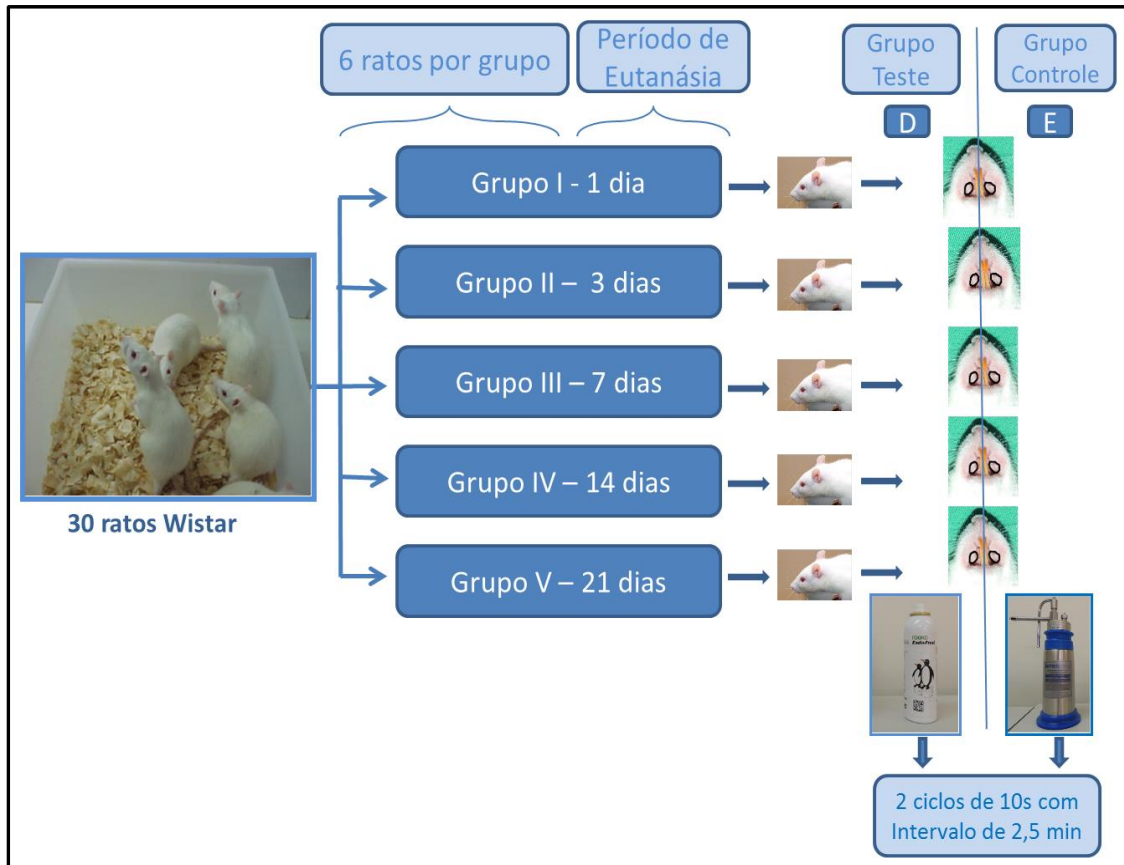 6 ratos por grupo
Período de
Eutanásia
Grupo
Teste
Grupo
Controle
D
E
Grupo I - 1 dia
Grupo II – 3 dias
Grupo III – 7 dias
Grupo IV – 14 dias
Grupo V – 21 dias
30 ratos Wistar
2 ciclos de 10s com
Intervalo de 2,5 min